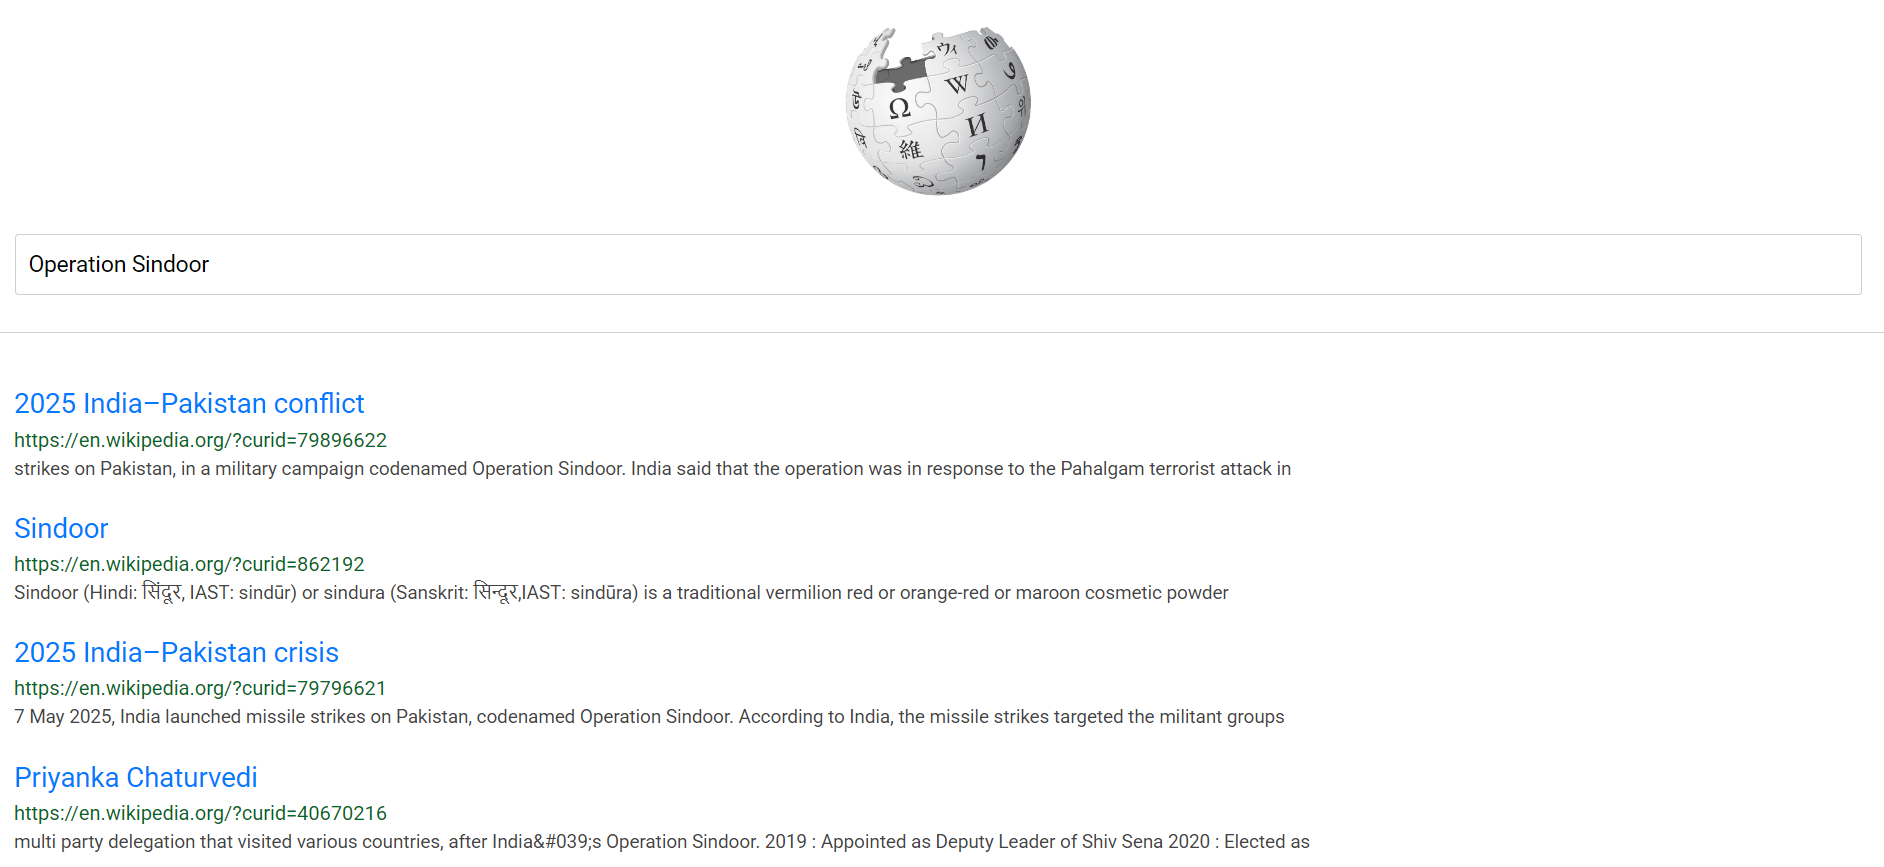 Ω W И 維 ウィ 7
Operation Sindoor
2025 India–Pakistan conflict
https://en.wikipedia.org/?curid=79896622
strikes on Pakistan, in a military campaign codenamed Operation Sindoor. India said that the operation was in response to the Pahalgam terrorist attack in
Sindoor
https://en.wikipedia.org/?curid=862192
Sindoor (Hindi: सिंदूर, IAST: sindūr) or sindura (Sanskrit: सिन्दूर,IAST: sindūra) is a traditional vermilion red or orange-red or maroon cosmetic powder
2025 India–Pakistan crisis
https://en.wikipedia.org/?curid=79796621
7 May 2025, India launched missile strikes on Pakistan, codenamed Operation Sindoor. According to India, the missile strikes targeted the militant groups
Priyanka Chaturvedi
https://en.wikipedia.org/?curid=40670216
multi party delegation that visited various countries, after India&#039;s Operation Sindoor. 2019 : Appointed as Deputy Leader of Shiv Sena 2020 : Elected as